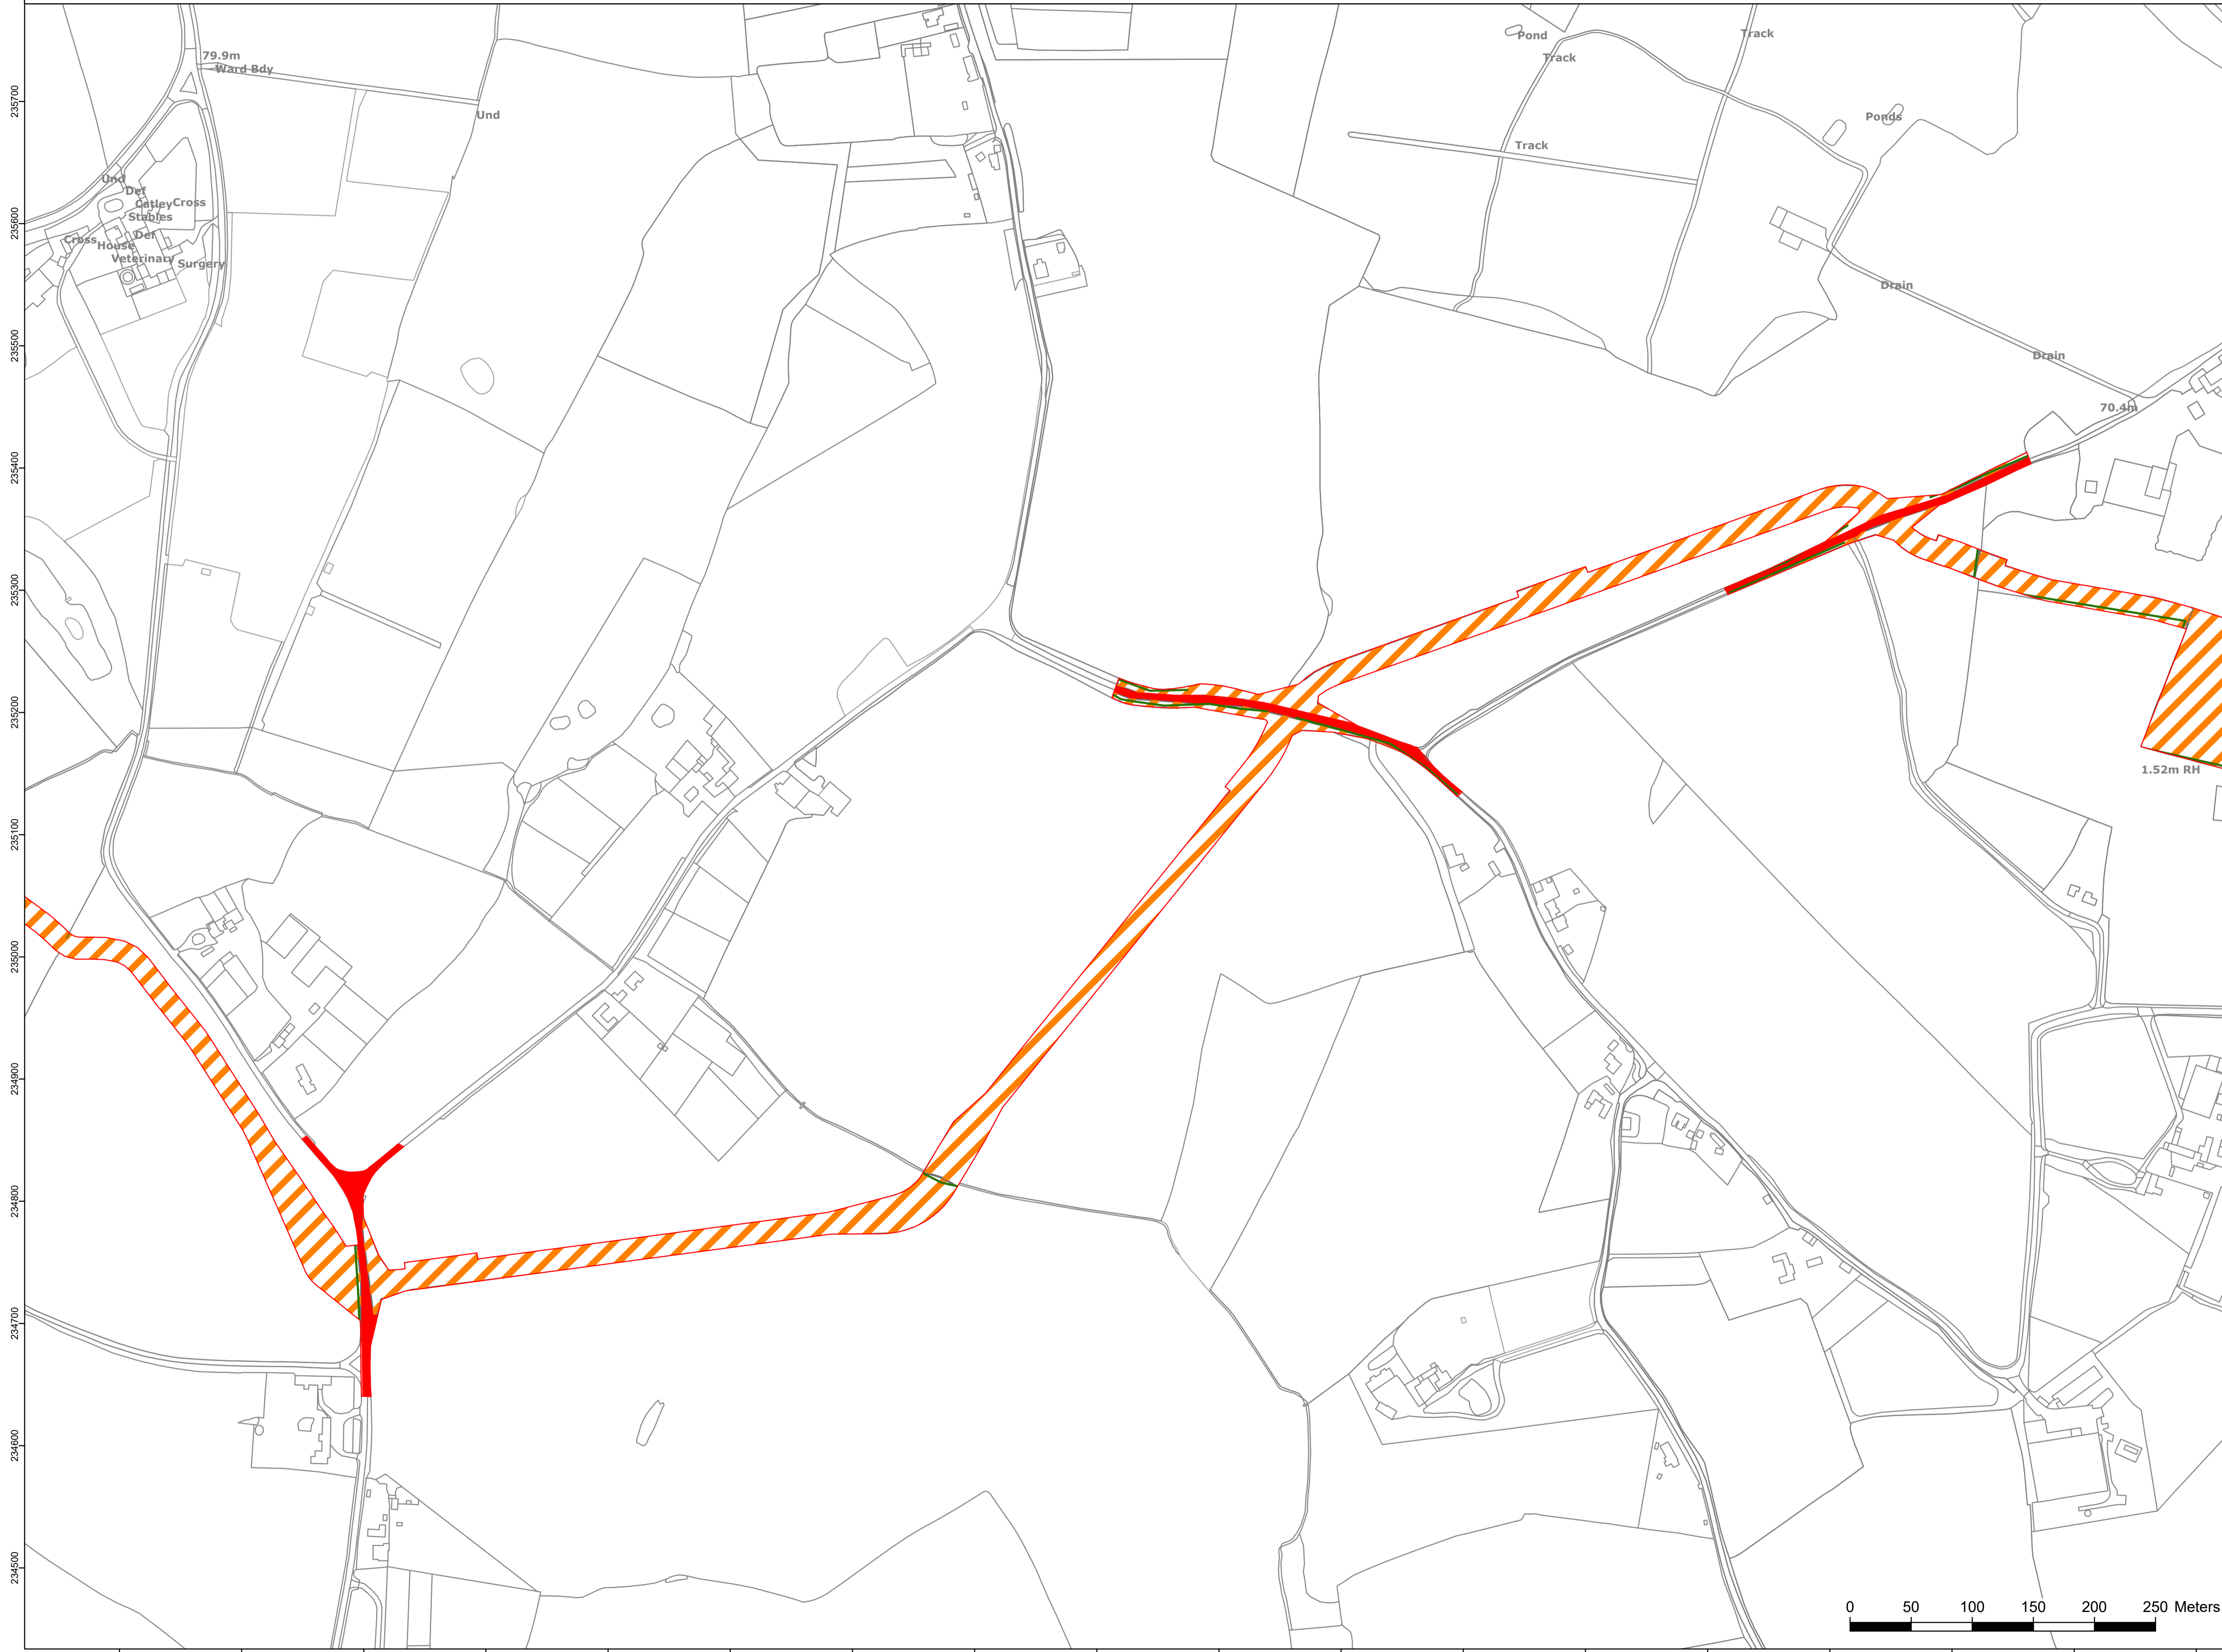 Pond
Track
Track
79.9m
Ward Bdy
Und
Ponds
Track
Und
Def
Catley Cross
Stables
Def
Cross
House
Veterinary
Surgery
Drain
Drain
70.4m
1.52m RH
235700
235600
235500
235400
235300
235200
235100
235000
234900
234800
234700
234600
234500
0 50 100 150 200 250 Meters